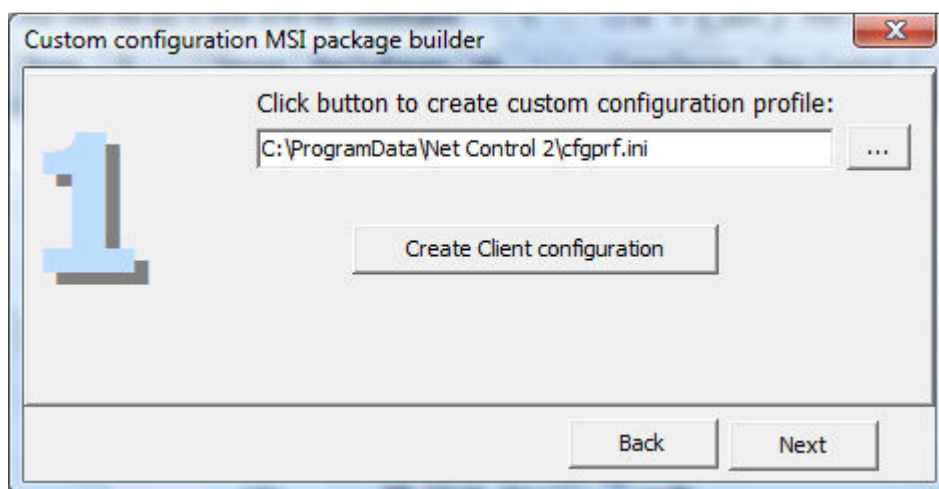 Custom configuration MSI package builder
X
1
Click button to create custom configuration profile:
C:\ProgramData\Net Control 2\cfgprf.ini
...
Create Client configuration
Back
Next